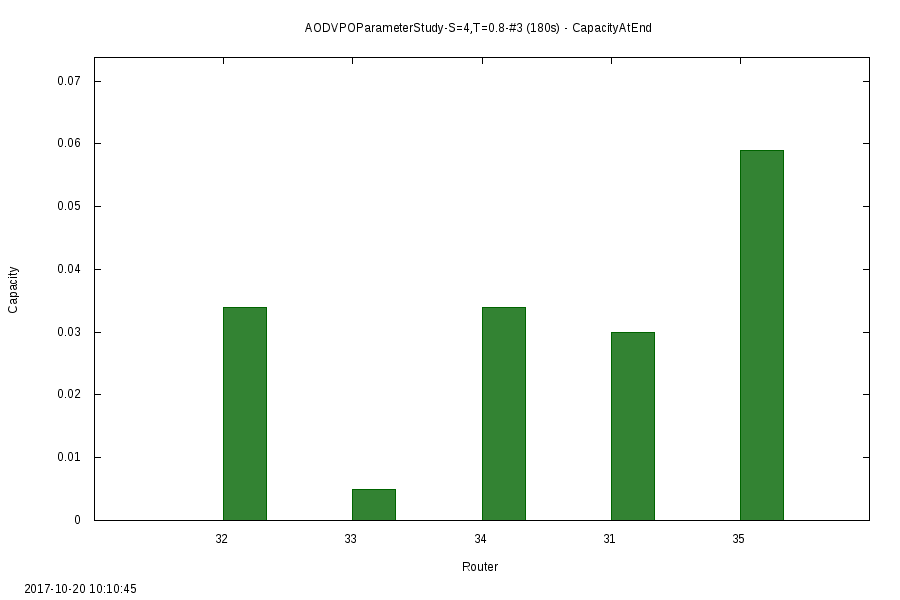 AODVPOParameterStudy-S=4,T=0.8-#3 (180s) - CapacityAtEnd
0.07
0.06
0.05
0.04
0.03
0.02
0.01
0
Capacity
32 33 34 31 35
Router
2017-10-20 10:10:45